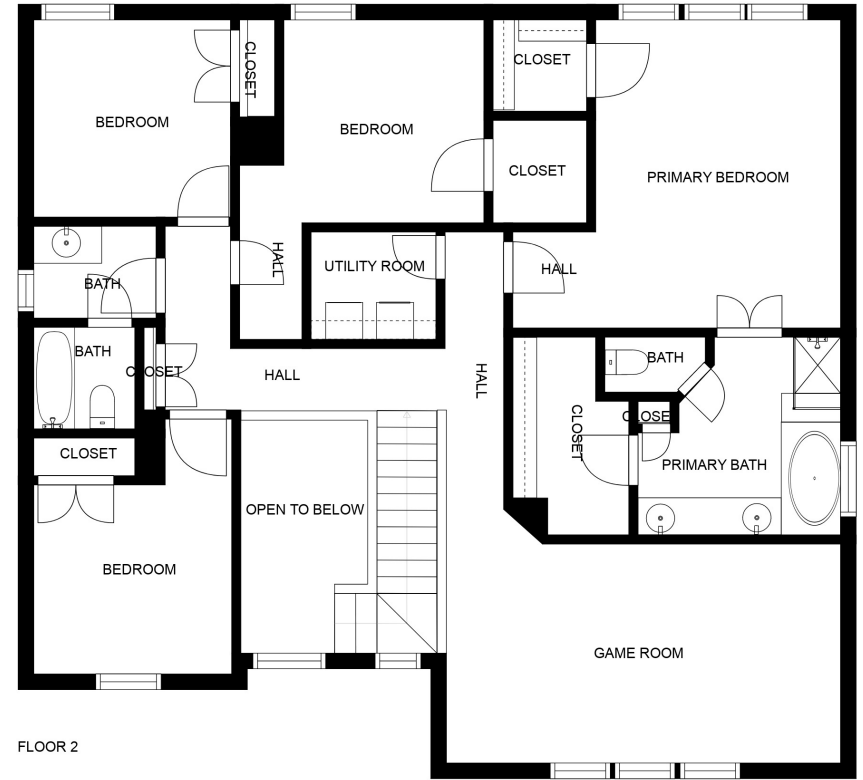 CLOSET
CLOSET
BEDROOM
BEDROOM
CLOSET
PRIMARY BEDROOM
HALL
UTILITY ROOM
HALL
BATH
BATH
CLOSET
HALL
HALL
BATH
CLOSET
CLOSET
CLOSET
PRIMARY BATH
OPEN TO BELOW
BEDROOM
GAME ROOM
FLOOR 2